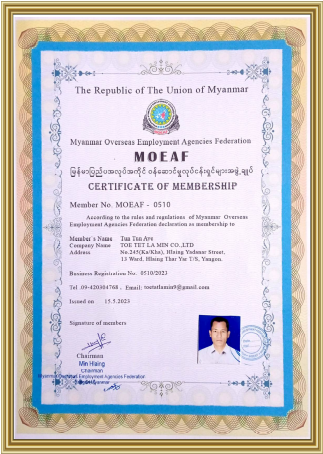 The Republic of The Union of Myanmar
Myanmar Overseas Employment Agencies Federation
MOEAF
မြန်မာပြည်ပအလုပ်အကိုင် ဝန်ဆောင်မှုလုပ်ငန်းရှင်များအဖွဲ့ချုပ်
CERTIFICATE OF MEMBERSHIP
Member No. MOEAF - 0510
According to the rules and regulations of Myanmar Overseas
Employment Agencies Federation declaration as membership to
Member's Name Tun Tun Aye
Company Name TOE TET LA MIN CO.,LTD
Address No.245(Ka/Kha), Hlaing Yadanar Street,
13 Ward, Hlaing Thar Yar T/S, Yangon.
Business Registration No. 0510/2023
Tel :09-420304768 , Email: toetetlamin9@gmail.com
Issued on 15.5.2023
Signature of members
Chairman
Min Hlaing
Chairman
Myanmar Overseas Employment Agencies Federation